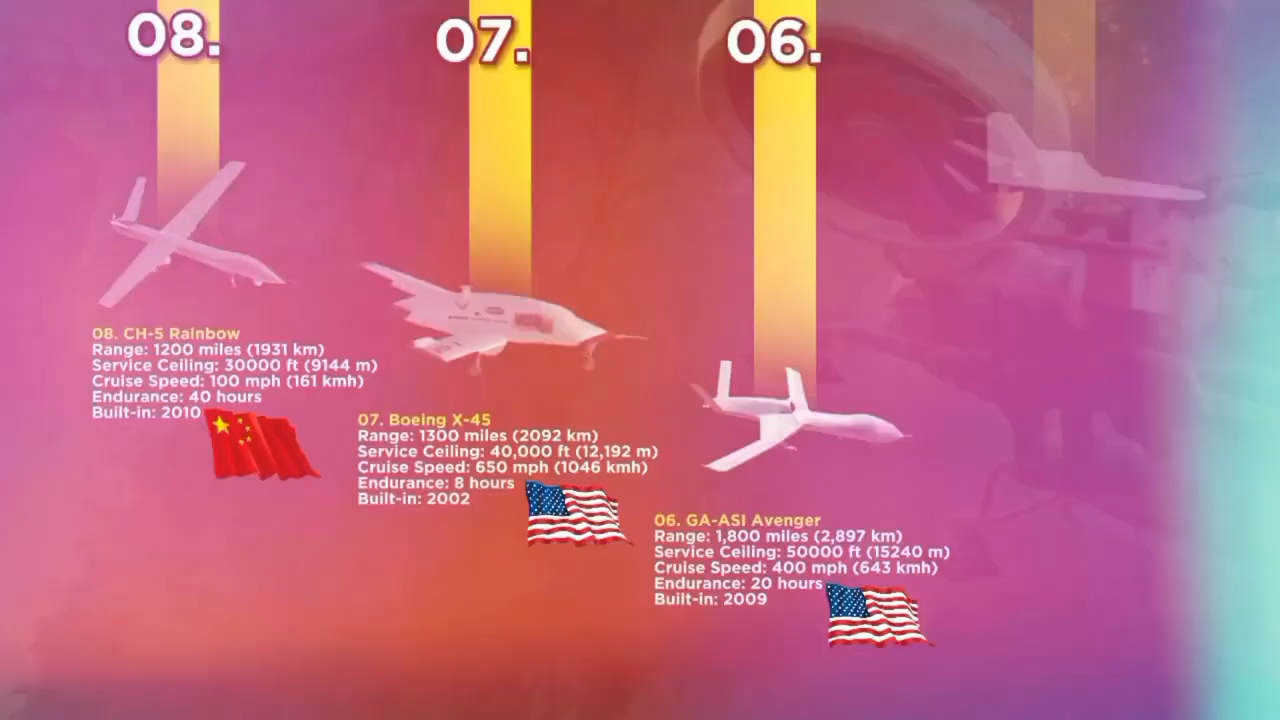 08.
07.
06.
08. CH-5 Rainbow
Range: 1200 miles (1931 km)
Service Ceiling: 30000 ft (9144 m)
Cruise Speed: 100 mph (161 kmh)
Endurance: 40 hours
Built-in: 2010
07. Boeing X-45
Range: 1300 miles (2092 km)
Service Ceiling: 40,000 ft (12,192 m)
Cruise Speed: 650 mph (1046 kmh)
Endurance: 8 hours
Built-in: 2002
06. GA-ASI Avenger
Range: 1,800 miles (2,897 km)
Service Ceiling: 50000 ft (15240 m)
Cruise Speed: 400 mph (643 kmh)
Endurance: 20 hours
Built-in: 2009